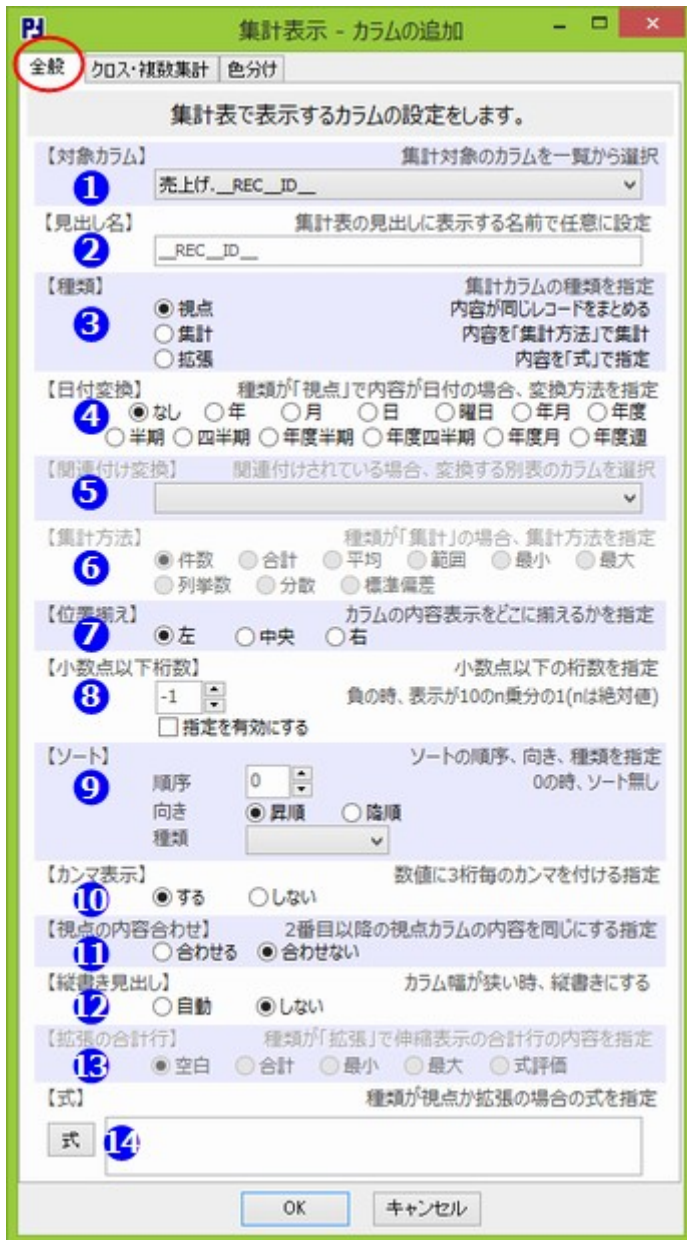 PJ 集計表示 - カラムの追加
全般 クロス・複数集計 色分け
集計表で表示するカラムの設定をします。
【対象カラム】 集計対象のカラムを一覧から選択
1 売上げ.__REC__ID__
【見出し名】 集計表の見出しに表示する名前で任意に設定
2 __REC__ID__
【種類】 集計カラムの種類を指定
3 視点 内容が同じレコードをまとめる
集計 内容を「集計方法」で集計
拡張 内容を「式」で指定
【日付変換】 種類が「視点」で内容が日付の場合、変換方法を指定
4 なし 年 月 日 曜日 年月 年度
半期 四半期 年度半期 年度四半期 年度月 年度週
【関連付け変換】 関連付けされている場合、変換する別表のカラムを選択
5
【集計方法】 種類が「集計」の場合、集計方法を指定
6 件数 合計 平均 範囲 最小 最大
列挙数 分散 標準偏差
【位置揃え】 カラムの内容表示をどこに揃えるかを指定
7 左 中央 右
【小数点以下桁数】 小数点以下の桁数を指定
8 -1 負の時、表示が10のn乗分の1(nは絶対値)
指定を有効にする
【ソート】 ソートの順序、向き、種類を指定
9 順序 0 0の時、ソート無し
向き 昇順 降順
種類
【カンマ表示】 数値に3桁毎のカンマを付ける指定
10 する しない
【視点の内容合わせ】 2番目以降の視点カラムの内容を同じにする指定
11 合わせる 合わせない
【縦書き見出し】 カラム幅が狭い時、縦書きにする
12 自動 しない
【拡張の合計行】 種類が「拡張」で伸縮表示の合計行の内容を指定
13 空白 合計 最小 最大 式評価
【式】 種類が視点か拡張の場合の式を指定
式 14
OK キャンセル